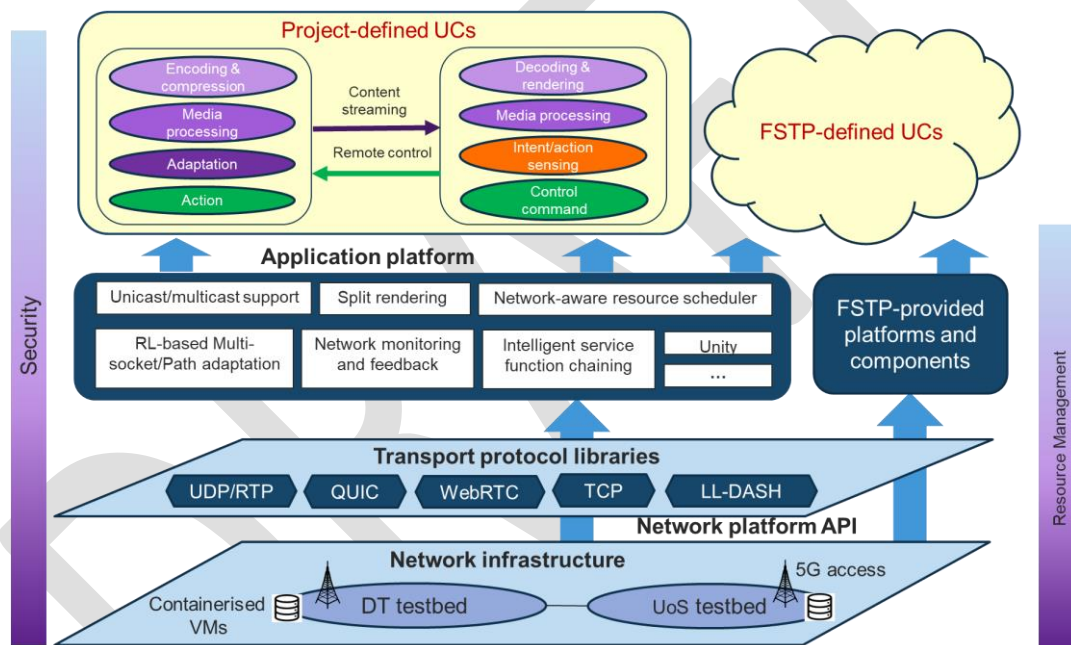 Project-defined UCs
Encoding &
compression
Media
processing
Adaptation
Action
Content
streaming
Remote control
Decoding &
rendering
Media processing
Intent/action
sensing
Control
command
FSTP-defined UCs
Security
Application platform
Unicast/multicast support
Split rendering
Network-aware resource scheduler
RL-based Multi-
socket/Path adaptation
Network monitoring
and feedback
Intelligent service
function chaining
Unity
...
FSTP-provided
platforms and
components
Resource Management
Transport protocol libraries
UDP/RTP
QUIC
WebRTC
TCP
LL-DASH
Network platform API
Network infrastructure
5G access
Containerised
VMs
DT testbed
UoS testbed
DRAFT